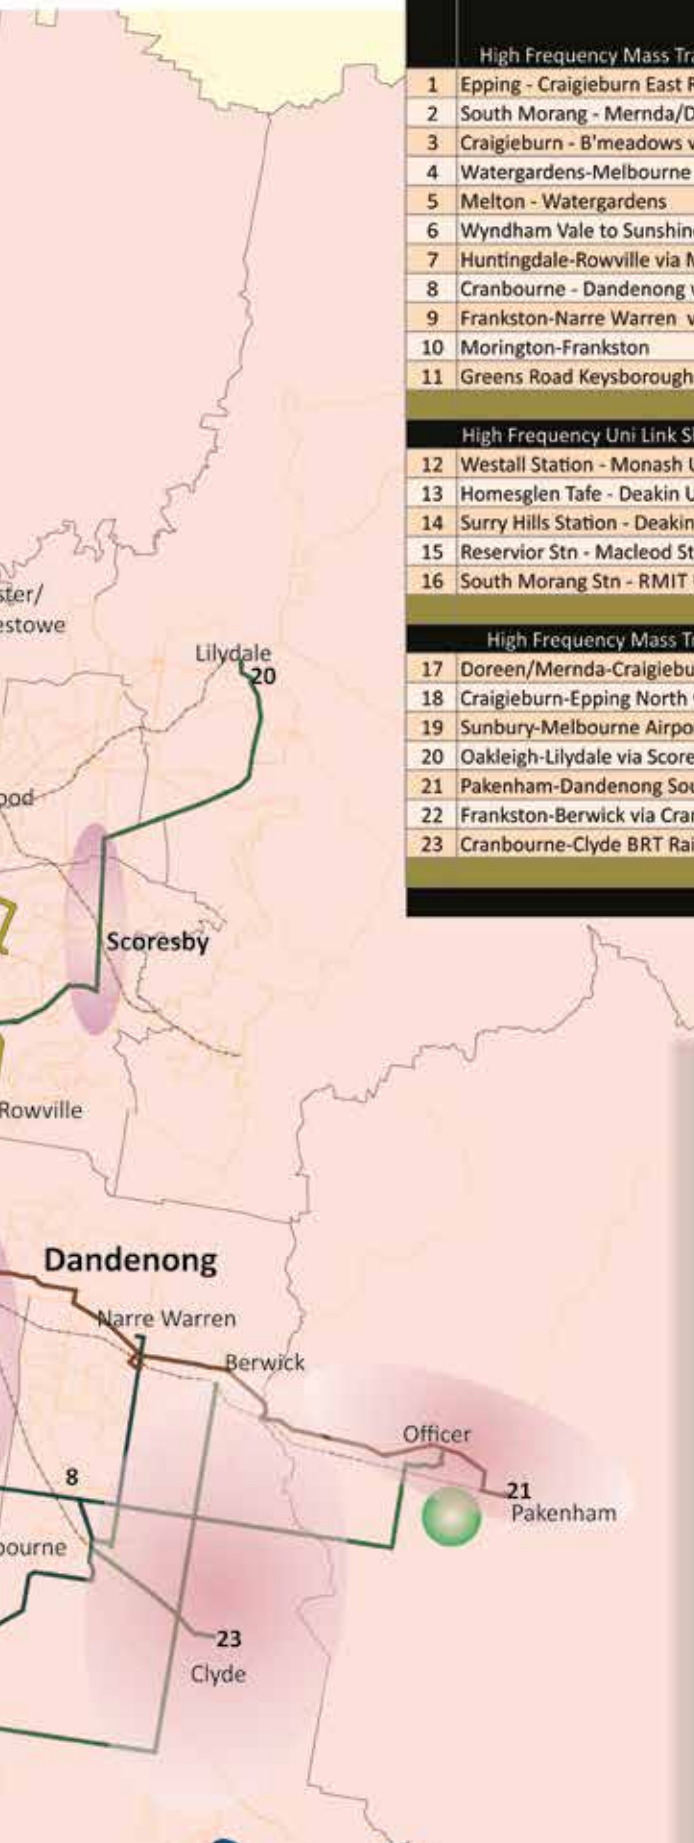 High Frequency Mass Tra
1 Epping - Craigieburn East R
2 South Morang - Mernda/D
3 Craigieburn - B'meadows v
4 Watergardens-Melbourne
5 Melton - Watergardens
6 Wyndham Vale to Sunshin
7 Huntingdale-Rowville via M
8 Cranbourne - Dandenong v
9 Frankston-Narre Warren v
10 Morington-Frankston
11 Greens Road Keysborough
High Frequency Uni Link S
12 Westall Station - Monash U
13 Homesglen Tafe - Deakin U
14 Surry Hills Station - Deakin
15 Reservior Stn - Macleod St
16 South Morang Stn - RMIT
High Frequency Mass Tr
17 Doreen/Mernda-Craigiebu
18 Craigieburn-Epping North
19 Sunbury-Melbourne Airpo
20 Oakleigh-Lilydale via Score
21 Pakenham-Dandenong Sou
22 Frankston-Berwick via Cran
23 Cranbourne-Clyde BRT Rai
ster/
estowe
Lilydale
20
ood
Scoresby
Rowville
Dandenong
Narre Warren
Berwick
Officer
8
21
Pakenham
bourne
23
Clyde